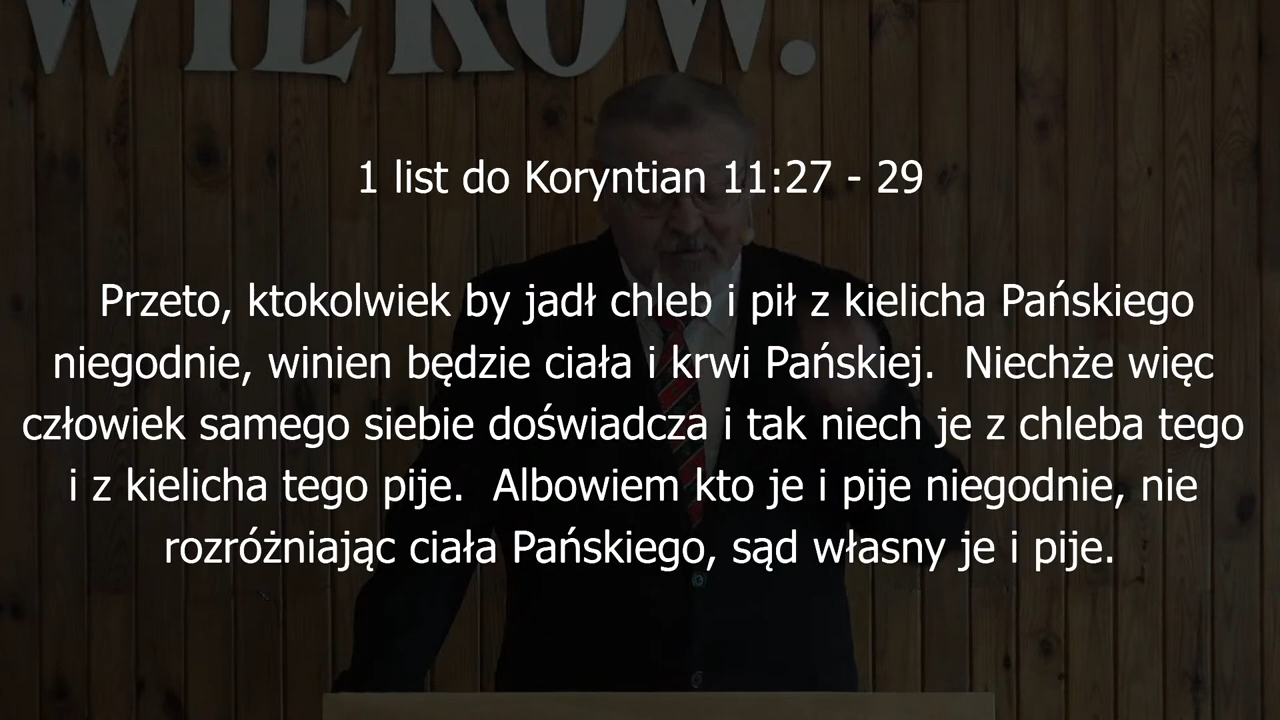 WIEKÓW.
1 list do Koryntian 11:27 - 29
Przeto, ktokolwiek by jadł chleb i pił z kielicha Pańskiego
niegodnie, winien będzie ciała i krwi Pańskiej.  Niechże więc
człowiek samego siebie doświadcza i tak niech je z chleba tego
i z kielicha tego pije.  Albowiem kto je i pije niegodnie, nie
rozróżniając ciała Pańskiego, sąd własny je i pije.